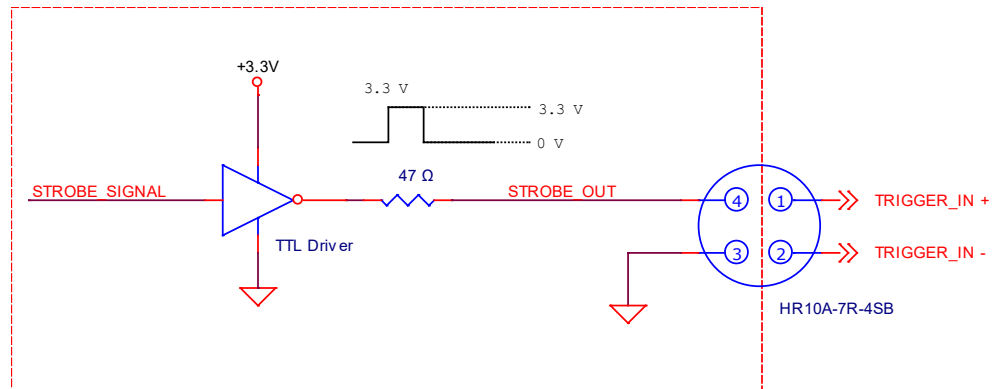 +3.3V
3.3 V
3.3 V
0 V
47 Ω
STROBE_SIGNAL
STROBE_OUT
TTL Driver
4
1
TRIGGER_IN +
3
2
TRIGGER_IN -
HR10A-7R-4SB